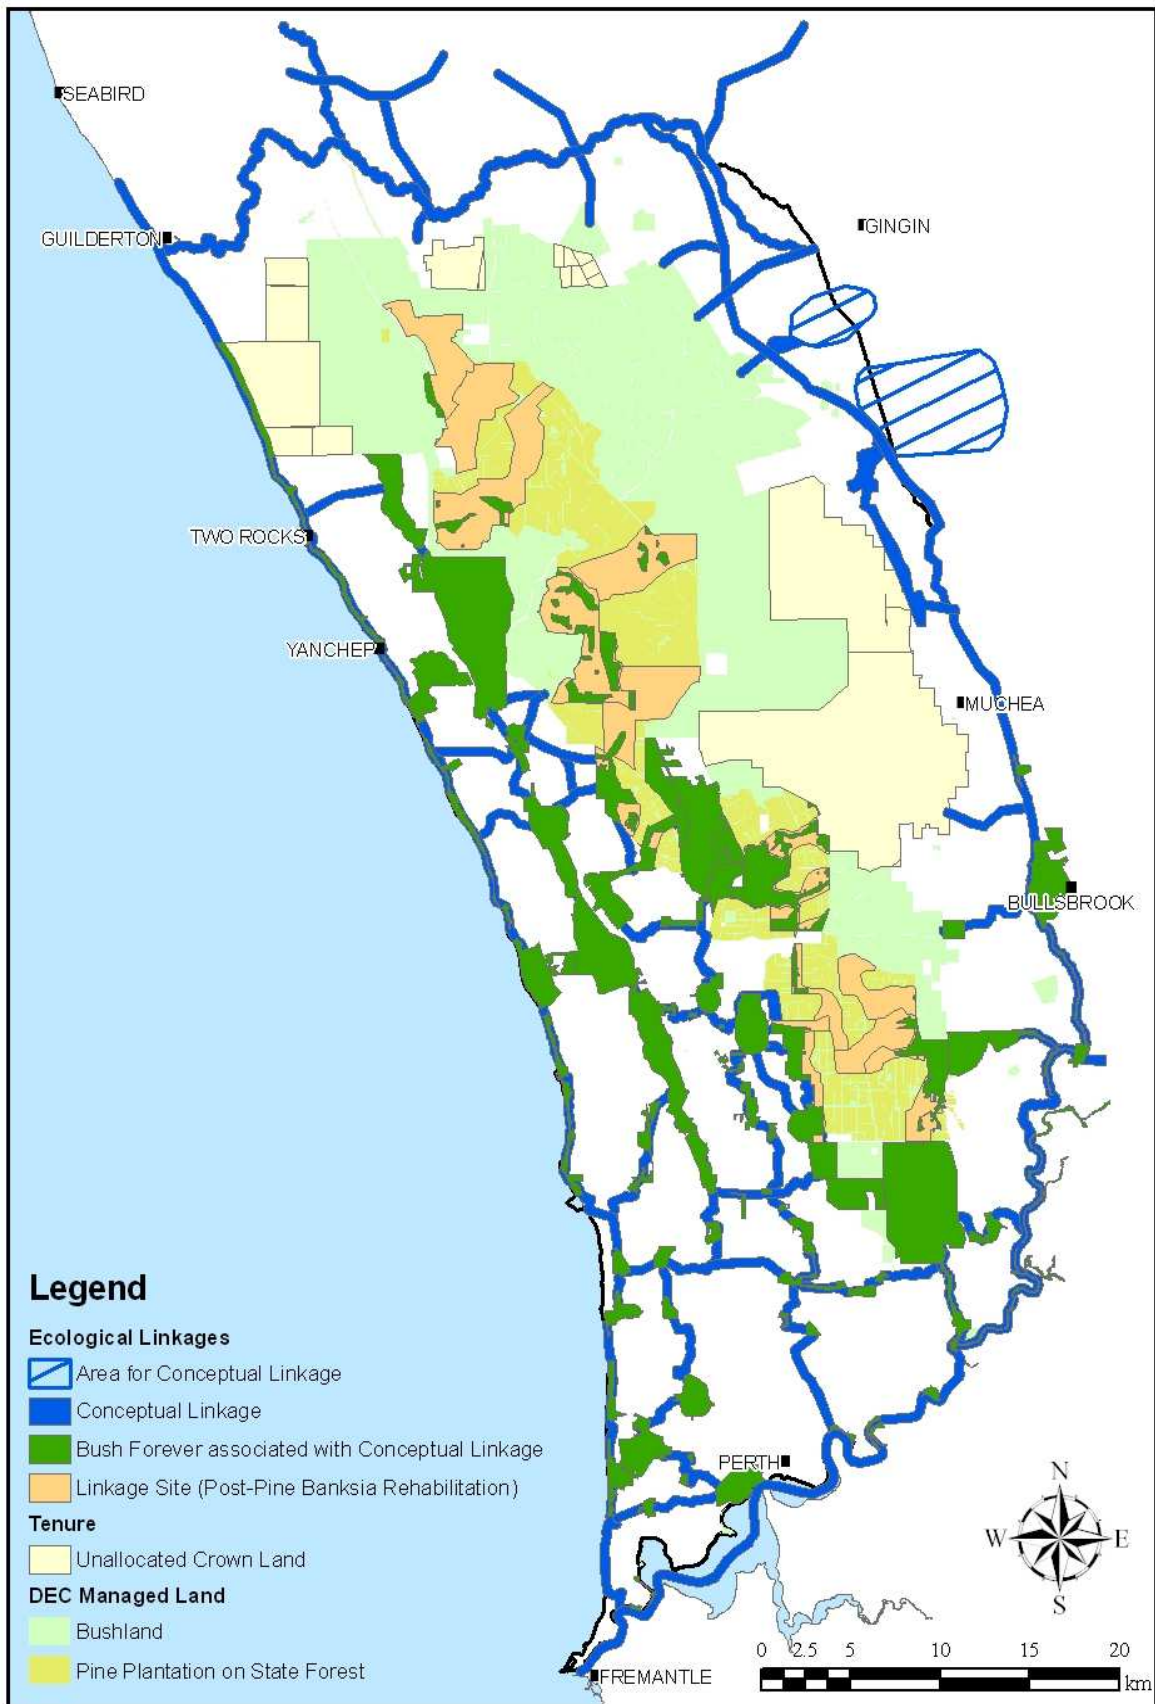 SEABIRD
GINGIN
GUILDERTON
TWO ROCKS
YANCHEP
MUCHEA
BULLSBROOK
Legend
Ecological Linkages
Area for Conceptual Linkage
Conceptual Linkage
Bush Forever associated with Conceptual Linkage
Linkage Site (Post-Pine Banksia Rehabilitation)
Tenure
Unallocated Crown Land
DEC Managed Land
Bushland
Pine Plantation on State Forest
PERTH
FREMANTLE
N
W E
S
0 2.5 5 10 15 20
km